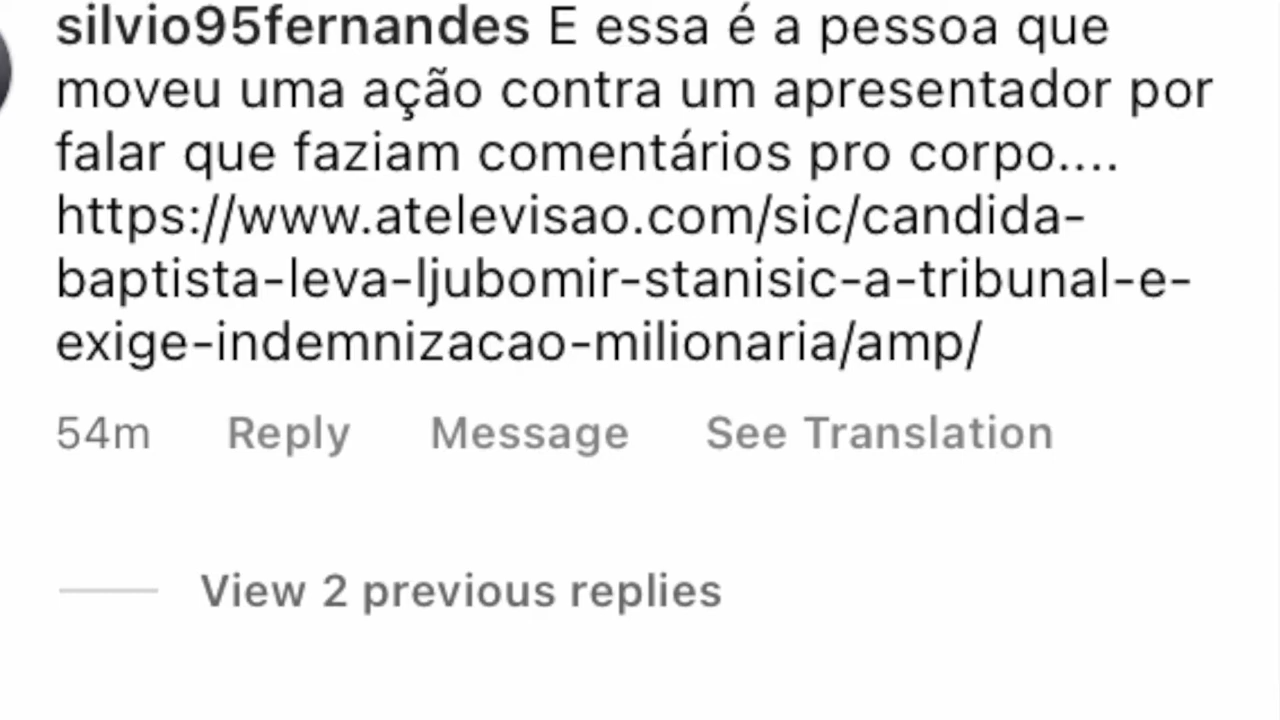 silvio95fernandes E essa é a pessoa que
moveu uma ação contra um apresentador por
falar que faziam comentários pro corpo....
https://www.atelevisao.com/sic/candida-
baptista-leva-ljubomir-stanisic-a-tribunal-e-
exige-indemnizacao-milionaria/amp/
54m Reply Message See Translation
View 2 previous replies